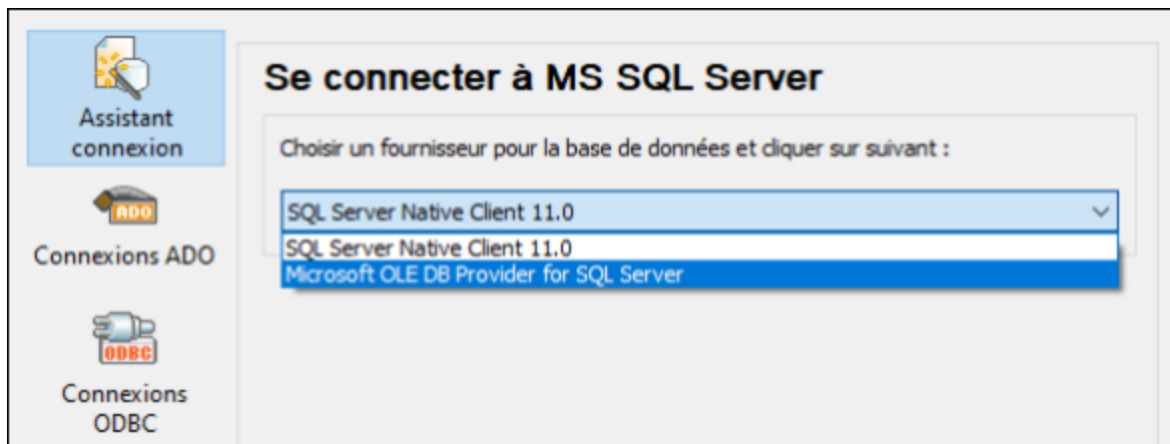 Assistant
connexion
ADO
Connexions ADO
ODBC
Connexions
ODBC
Se connecter à MS SQL Server
Choisir un fournisseur pour la base de données et cliquer sur suivant :
SQL Server Native Client 11.0
SQL Server Native Client 11.0
Microsoft OLE DB Provider for SQL Server